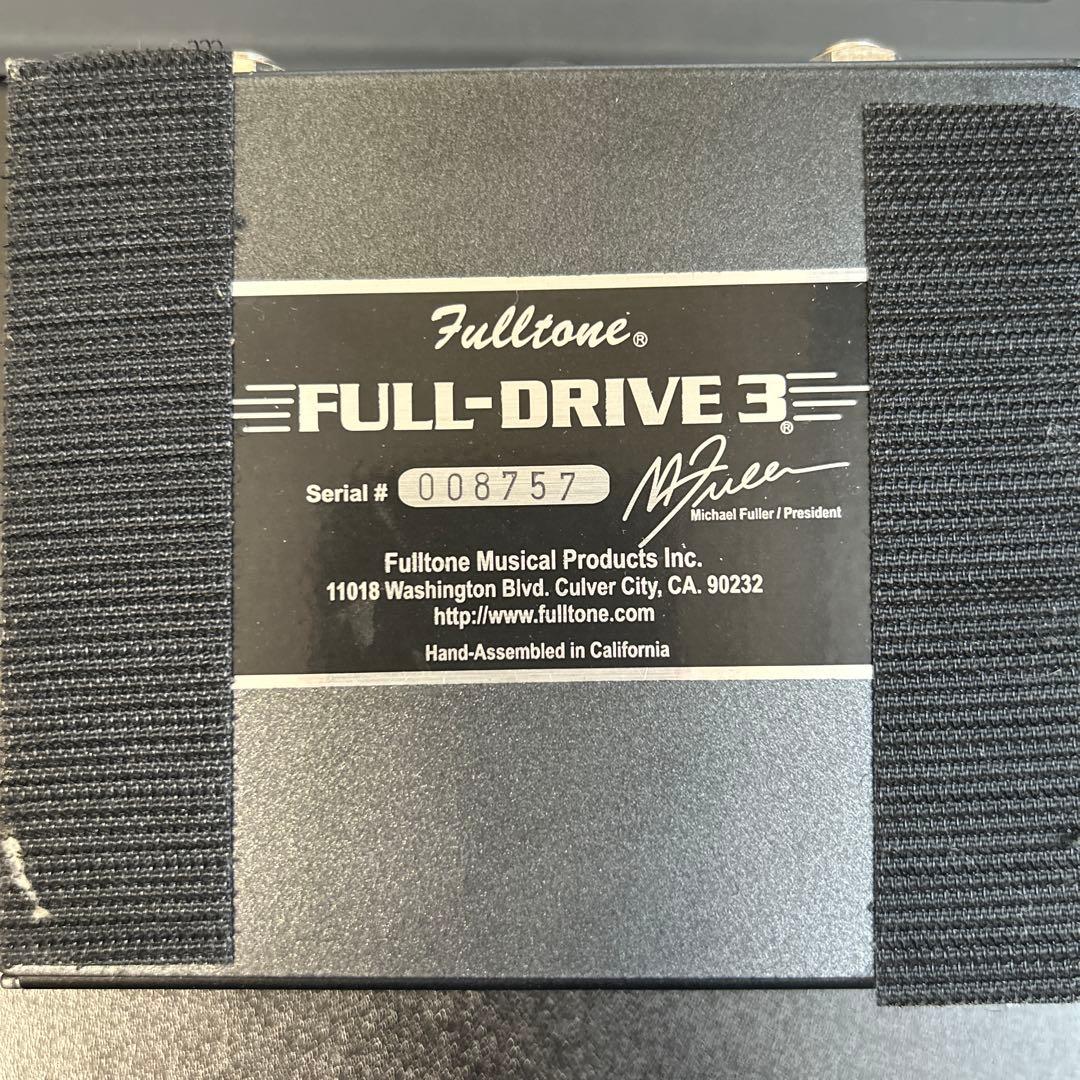 Fulltone®
FULL-DRIVE 3®
Serial # 008757
M Fuller
Michael Fuller / President
Fulltone Musical Products Inc.
11018 Washington Blvd. Culver City, CA. 90232
http://www.fulltone.com
Hand-Assembled in California